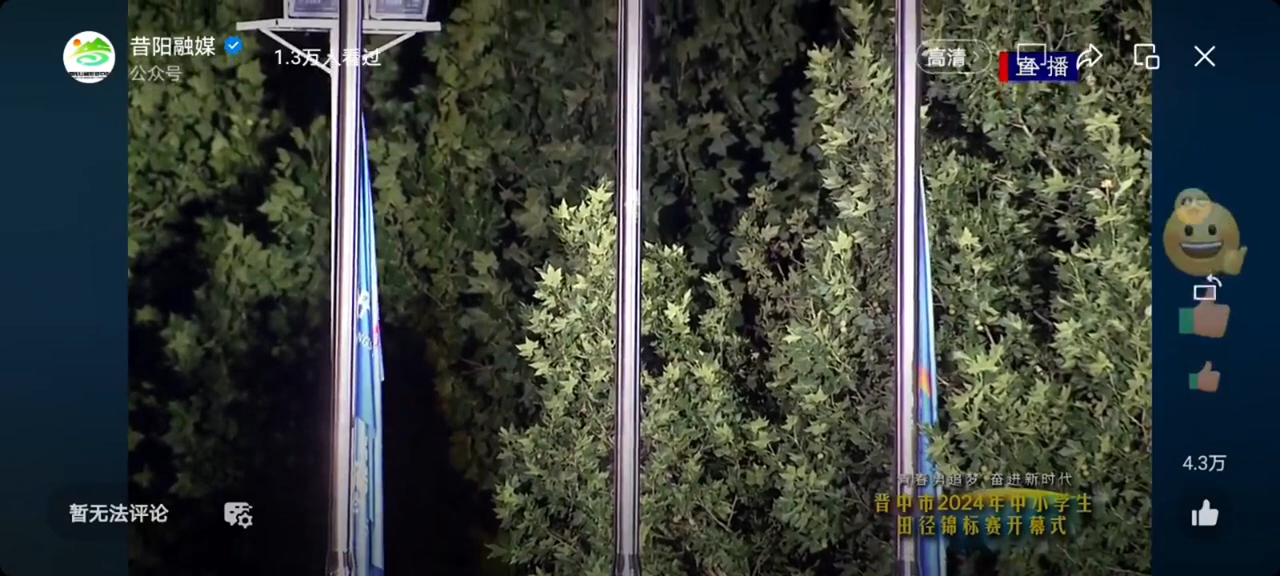 昔阳融媒
公众号
1.3万人看过
高清
直播
4.3万
青春勇追梦 奋进新时代
晋中市2024年中小学生
田径锦标赛开幕式
暂无法评论